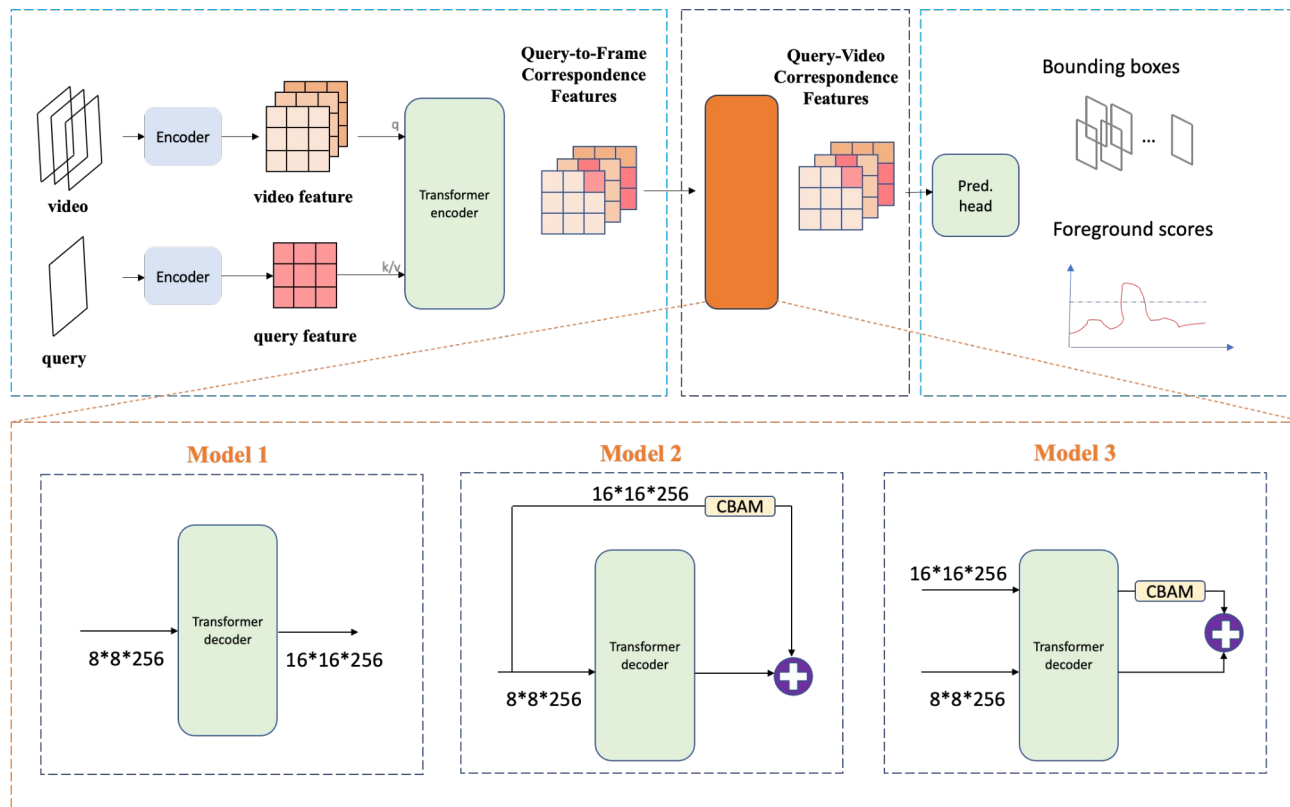 video
Encoder
video feature
query
Encoder
query feature
q
k/v
Transformer
encoder
Query-to-Frame
Correspondence
Features
Query-Video
Correspondence
Features
Pred.
head
Bounding boxes
...
Foreground scores
Model 1
8*8*256
Transformer
decoder
16*16*256
Model 2
16*16*256
CBAM
8*8*256
Transformer
decoder
Model 3
16*16*256
8*8*256
Transformer
decoder
CBAM